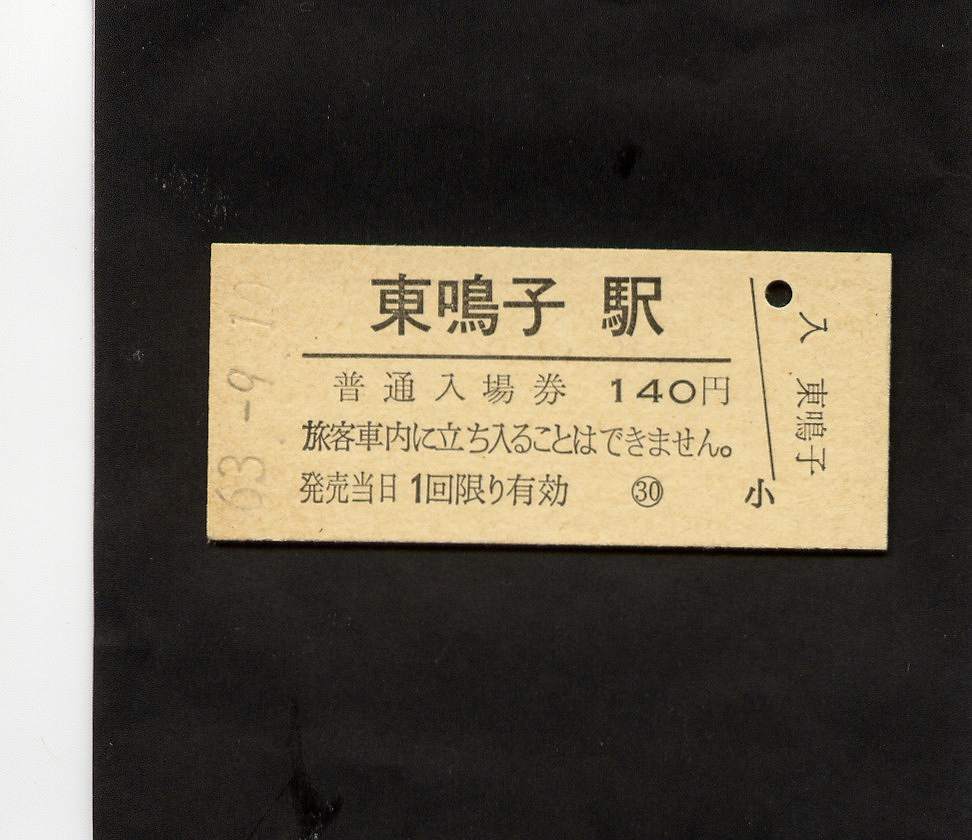 東鳴子 駅
普通入場券 140円
旅客車内に立ち入ることはできません。
発売当日1回限り有効 ㉚ 小
入 東鳴子
63-9.10